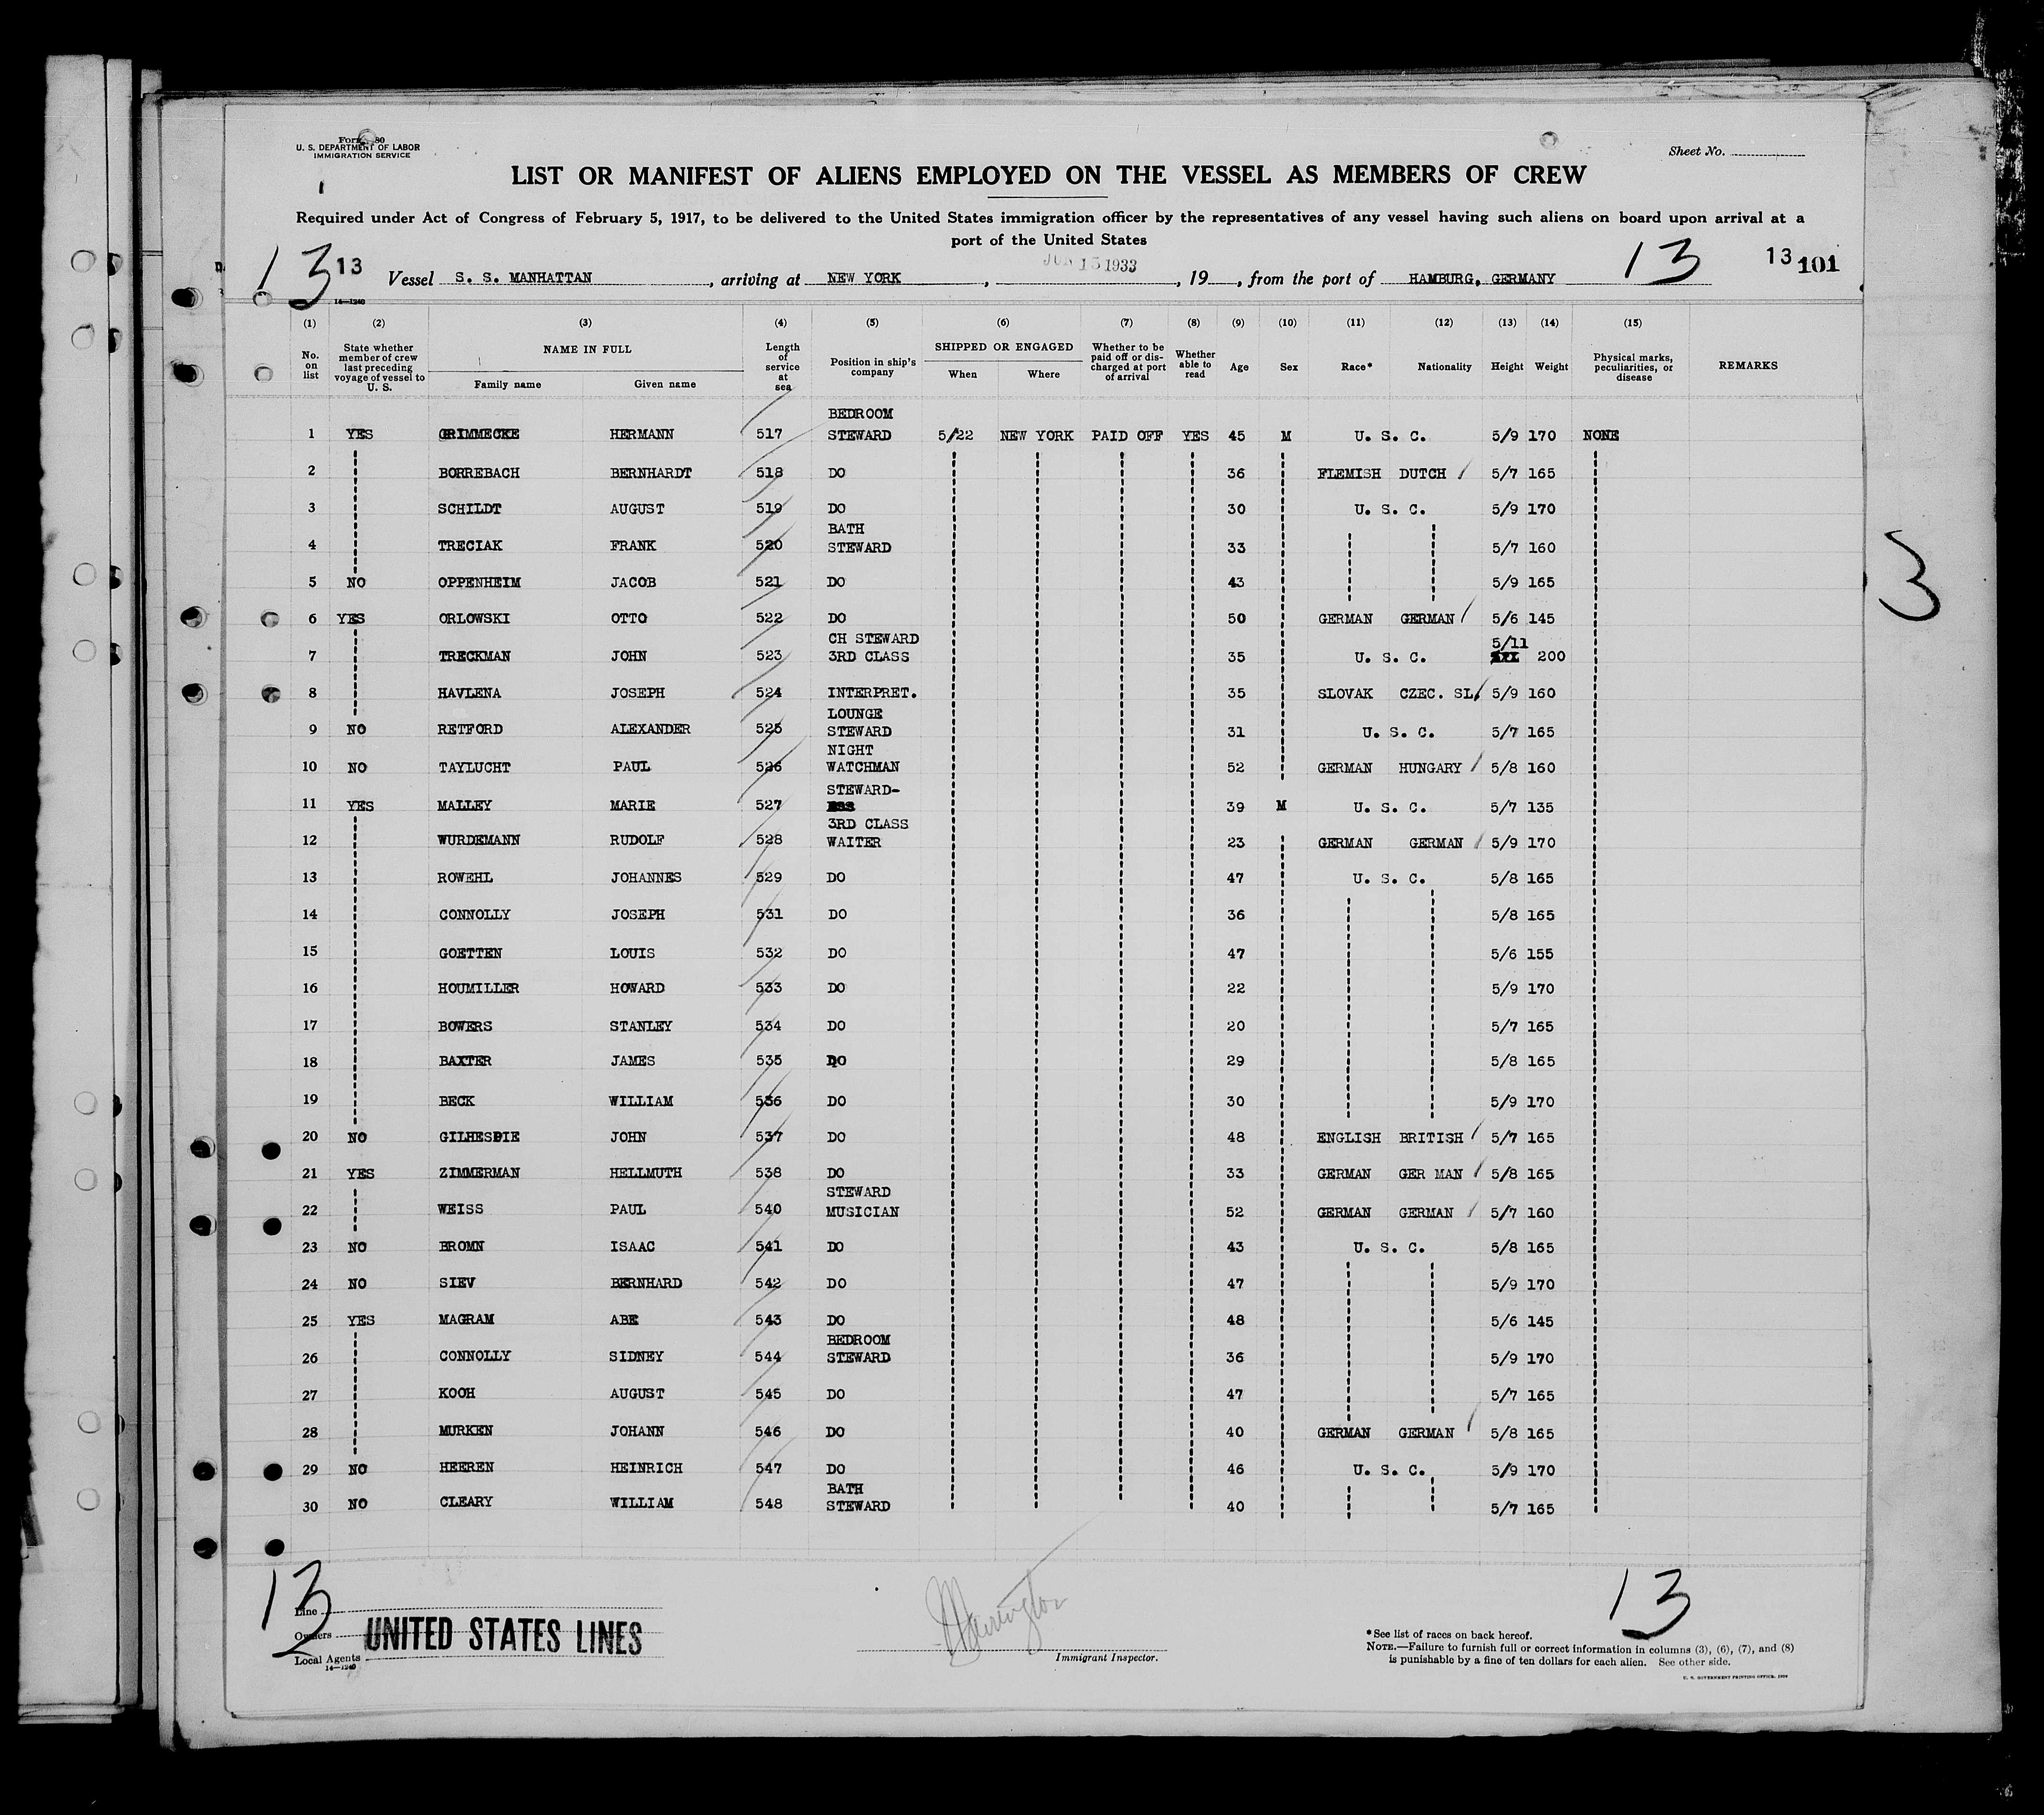 U. S. DEPARTMENT OF LABOR
IMMIGRATION SERVICE
Sheet No.
LIST OR MANIFEST OF ALIENS EMPLOYED ON THE VESSEL AS MEMBERS OF CREW
Required under Act of Congress of February 5, 1917, to be delivered to the United States immigration officer by the representatives of any vessel having such aliens on board upon arrival at a
port of the United States
13 13 Vessel S. S. MANHATTAN, arriving at NEW YORK, JUN 15 1933, 19__, from the port of HAMBURG, GERMANY 13 13 101
14-1240
(1) (2) (3) (4) (5) (6) (7) (8) (9) (10) (11) (12) (13) (14) (15)
No. on list
State whether member of crew last preceding voyage of vessel to U. S.
NAME IN FULL
Family name Given name
Length of service at sea
Position in ship's company
SHIPPED OR ENGAGED
When Where
Whether to be paid off or discharged at port of arrival
Whether able to read
Age Sex Race* Nationality Height Weight
Physical marks, peculiarities, or disease
REMARKS
1 YES GRIMMECKE HERMANN 517 BEDROOM STEWARD 5/22 NEW YORK PAID OFF YES 45 M U. S. C. 5/9 170 NONE
2 BORREBACH BERNHARDT 518 DO 36 FLEMISH DUTCH 5/7 165
3 SCHILDT AUGUST 519 DO 30 U. S. C. 5/9 170
4 TRECIAK FRANK 520 BATH STEWARD 33 5/7 160
5 NO OPPENHEIM JACOB 521 DO 43 5/9 165
6 YES ORLOWSKI OTTO 522 DO 50 GERMAN GERMAN 5/6 145
7 TRECKMAN JOHN 523 CH STEWARD 3RD CLASS 35 U. S. C. 5/11 200
8 HAVLENA JOSEPH 524 INTERPRET. 35 SLOVAK CZEC. SL. 5/9 160
9 NO RETFORD ALEXANDER 525 LOUNGE STEWARD 31 U. S. C. 5/7 165
10 NO TAYLUCHT PAUL 526 NIGHT WATCHMAN 52 GERMAN HUNGARY 5/8 160
11 YES MALLEY MARIE 527 STEWARD- ESS 39 M U. S. C. 5/7 135
12 WURDEMANN RUDOLF 528 3RD CLASS WAITER 23 GERMAN GERMAN 5/9 170
13 ROWEHL JOHANNES 529 DO 47 U. S. C. 5/8 165
14 CONNOLLY JOSEPH 531 DO 36 5/8 165
15 GOETTEN LOUIS 532 DO 47 5/6 155
16 HOUMILLER HOWARD 533 DO 22 5/9 170
17 BOWERS STANLEY 534 DO 20 5/7 165
18 BAXTER JAMES 535 DO 29 5/8 165
19 BECK WILLIAM 536 DO 30 5/9 170
20 NO GILHESPIE JOHN 537 DO 48 ENGLISH BRITISH 5/7 165
21 YES ZIMMERMAN HELLMUTH 538 DO 33 GERMAN GER MAN 5/8 165
22 WEISS PAUL 540 STEWARD MUSICIAN 52 GERMAN GERMAN 5/7 160
23 NO BROMN ISAAC 541 DO 43 U. S. C. 5/8 165
24 NO SIEV BERNHARD 542 DO 47 5/9 170
25 YES MAGRAM ABE 543 DO 48 5/6 145
26 CONNOLLY SIDNEY 544 BEDROOM STEWARD 36 5/9 170
27 KOOH AUGUST 545 DO 47 5/7 165
28 MURKEN JOHANN 546 DO 40 GERMAN GERMAN 5/8 165
29 NO HEEREN HEINRICH 547 DO 46 U. S. C. 5/9 170
30 NO CLEARY WILLIAM 548 BATH STEWARD 40 5/7 165
3
13 13
Line
Owners UNITED STATES LINES
Local Agents
14-1240
Immigrant Inspector.
*See list of races on back hereof.
NOTE.—Failure to furnish full or correct information in columns (3), (6), (7), and (8)
is punishable by a fine of ten dollars for each alien. See other side.
U. S. GOVERNMENT PRINTING OFFICE